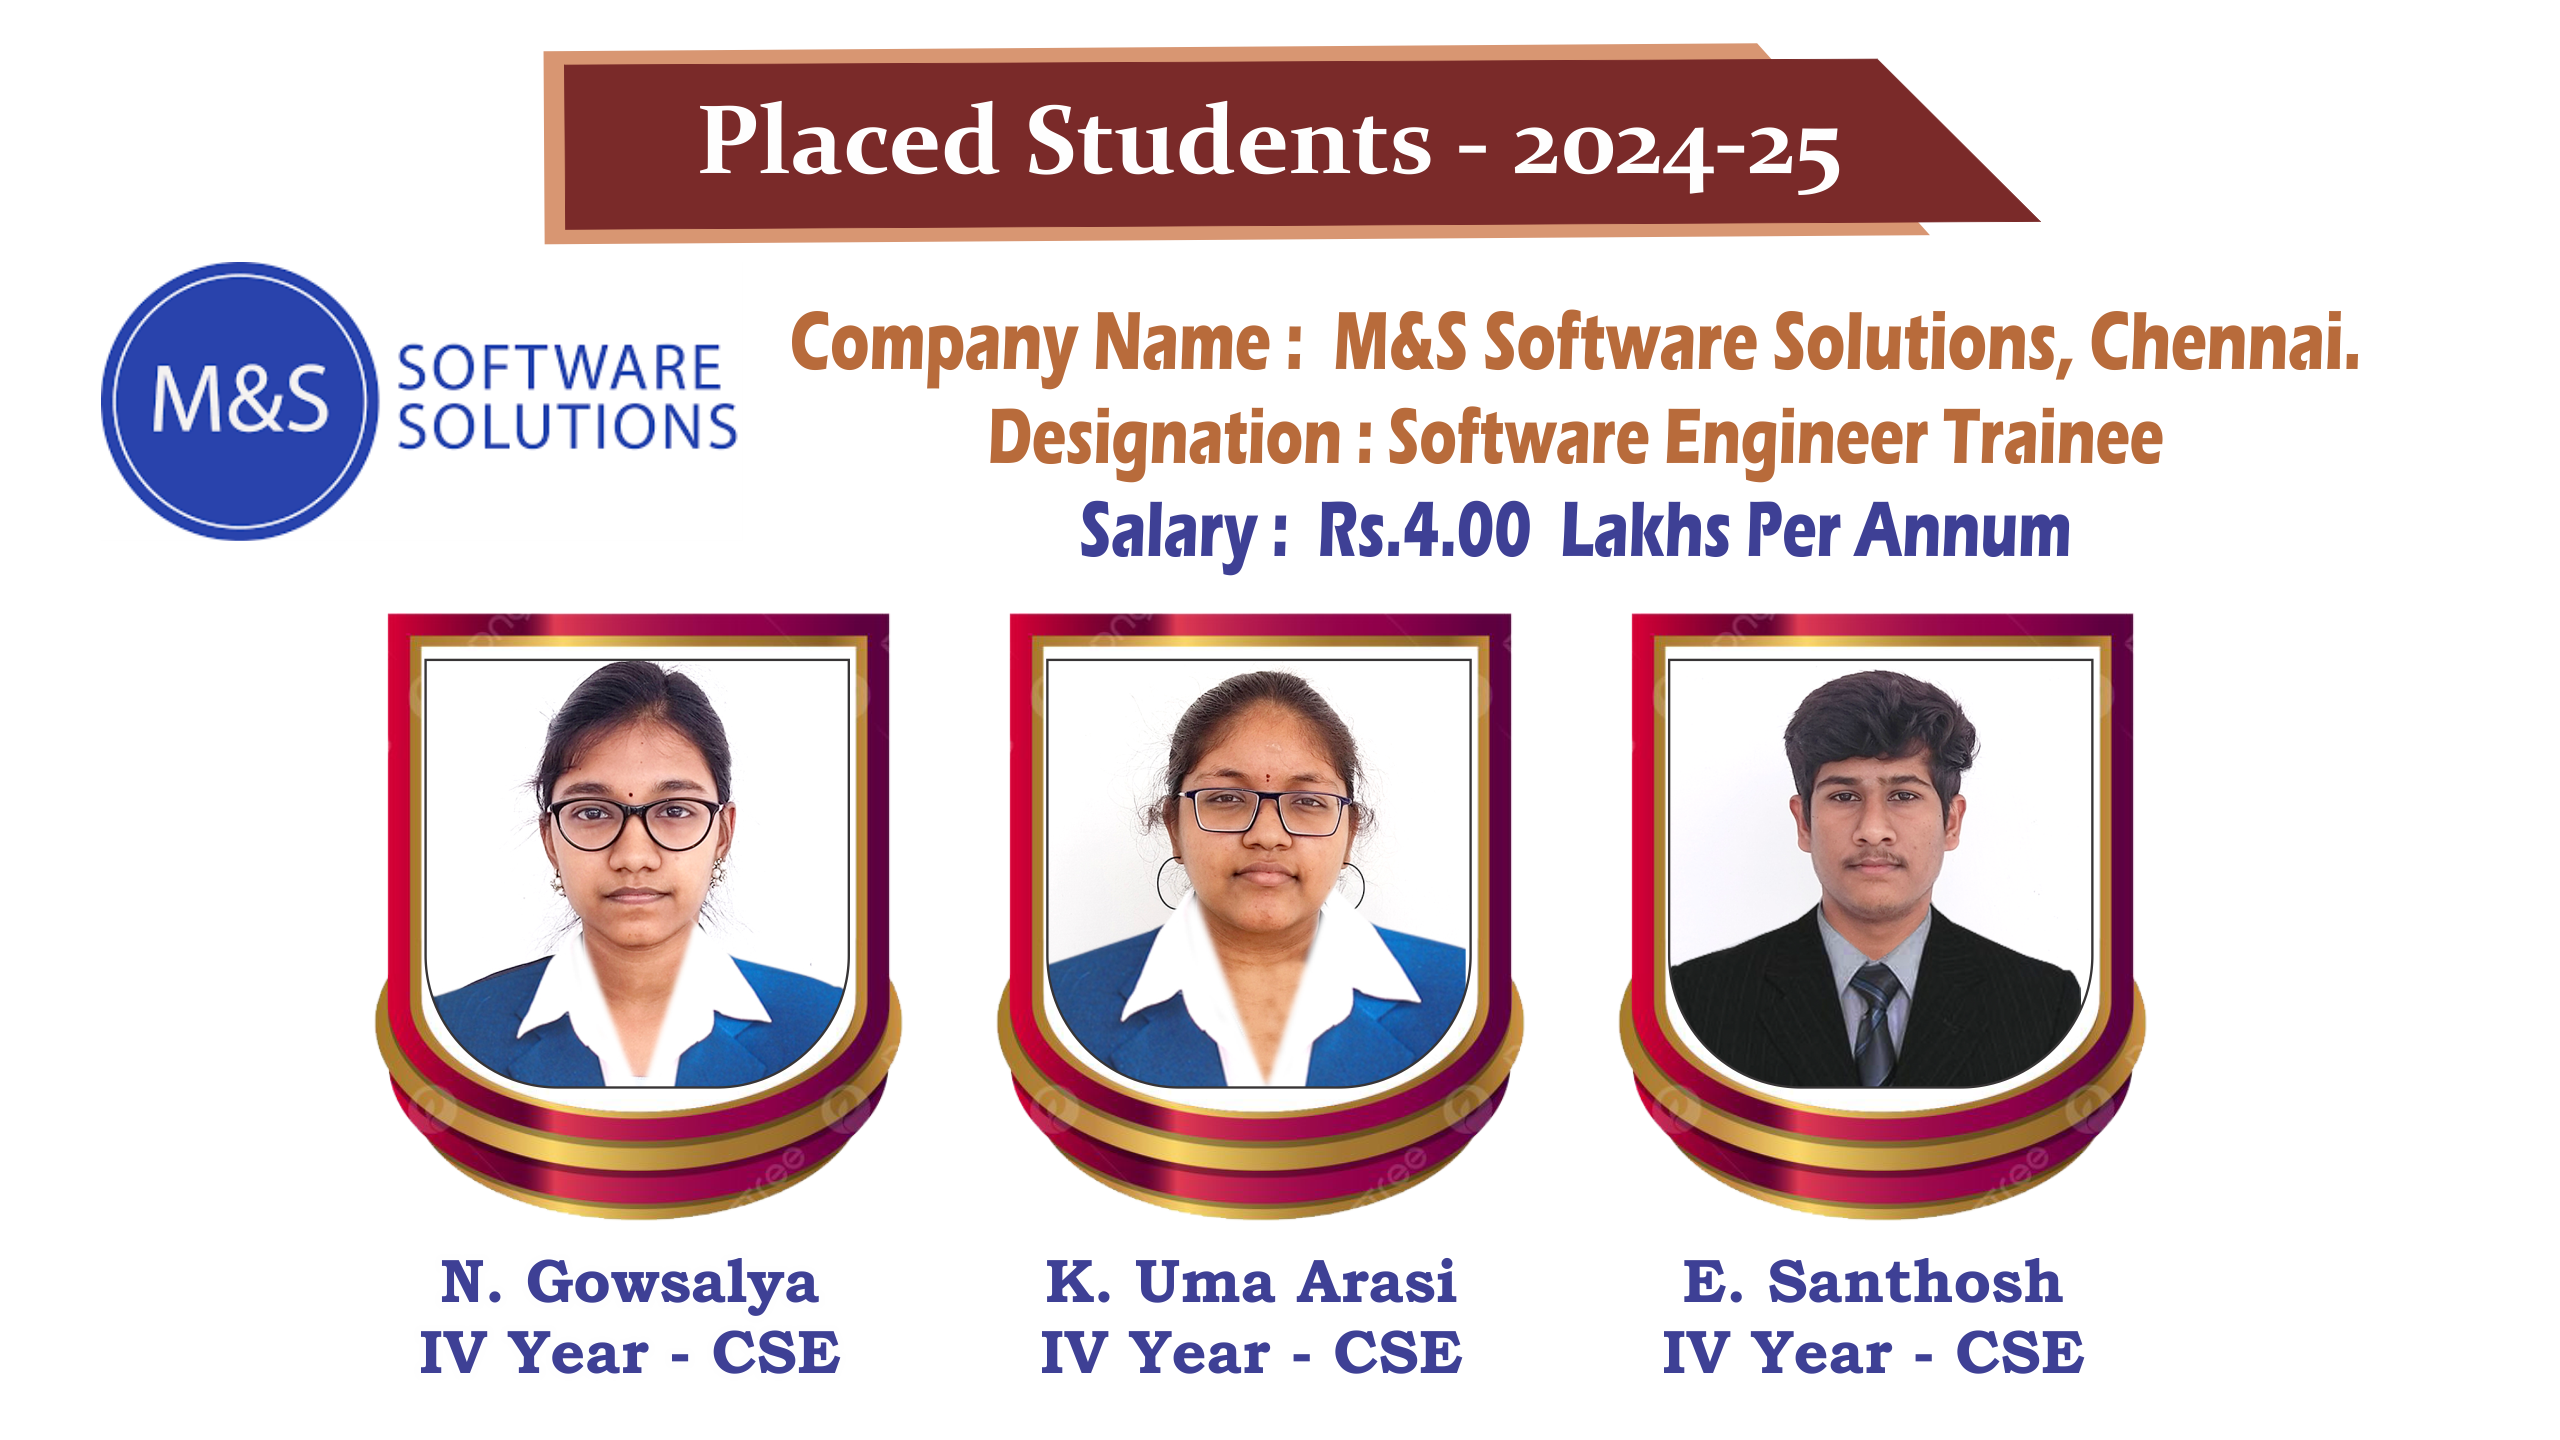 Placed Students - 2024-25
M&S
SOFTWARE
SOLUTIONS
Company Name : M&S Software Solutions, Chennai.
Designation : Software Engineer Trainee
Salary : Rs.4.00 Lakhs Per Annum
N. Gowsalya
IV Year - CSE
K. Uma Arasi
IV Year - CSE
E. Santhosh
IV Year - CSE